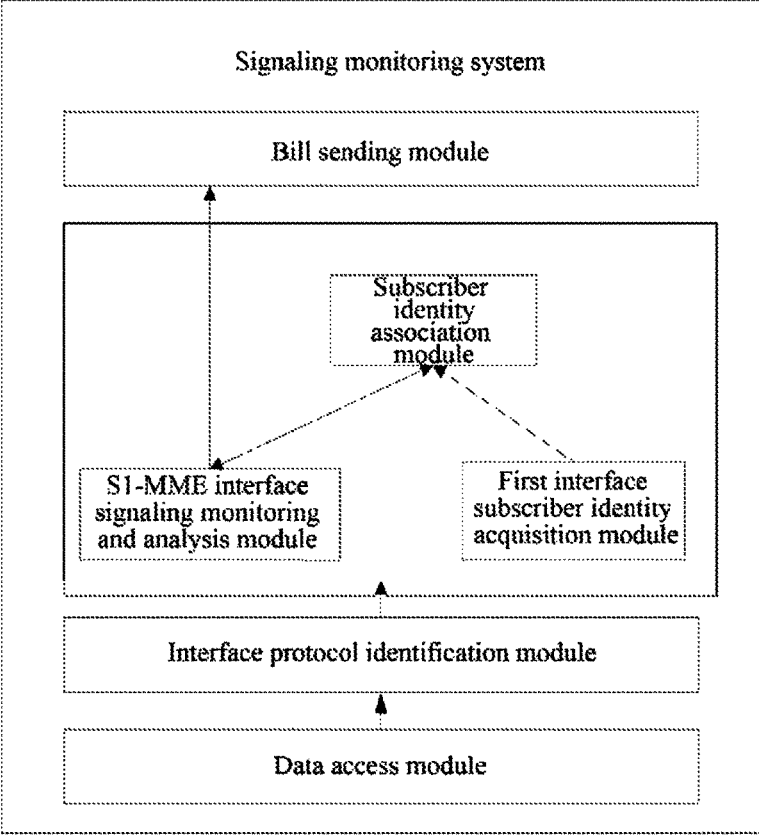 Signaling monitoring system
Bill sending module
Subscriber
identity
association
module
S1-MME interface
signaling monitoring
and analysis module
First interface
subscriber identity
acquisition module
Interface protocol identification module
Data access module